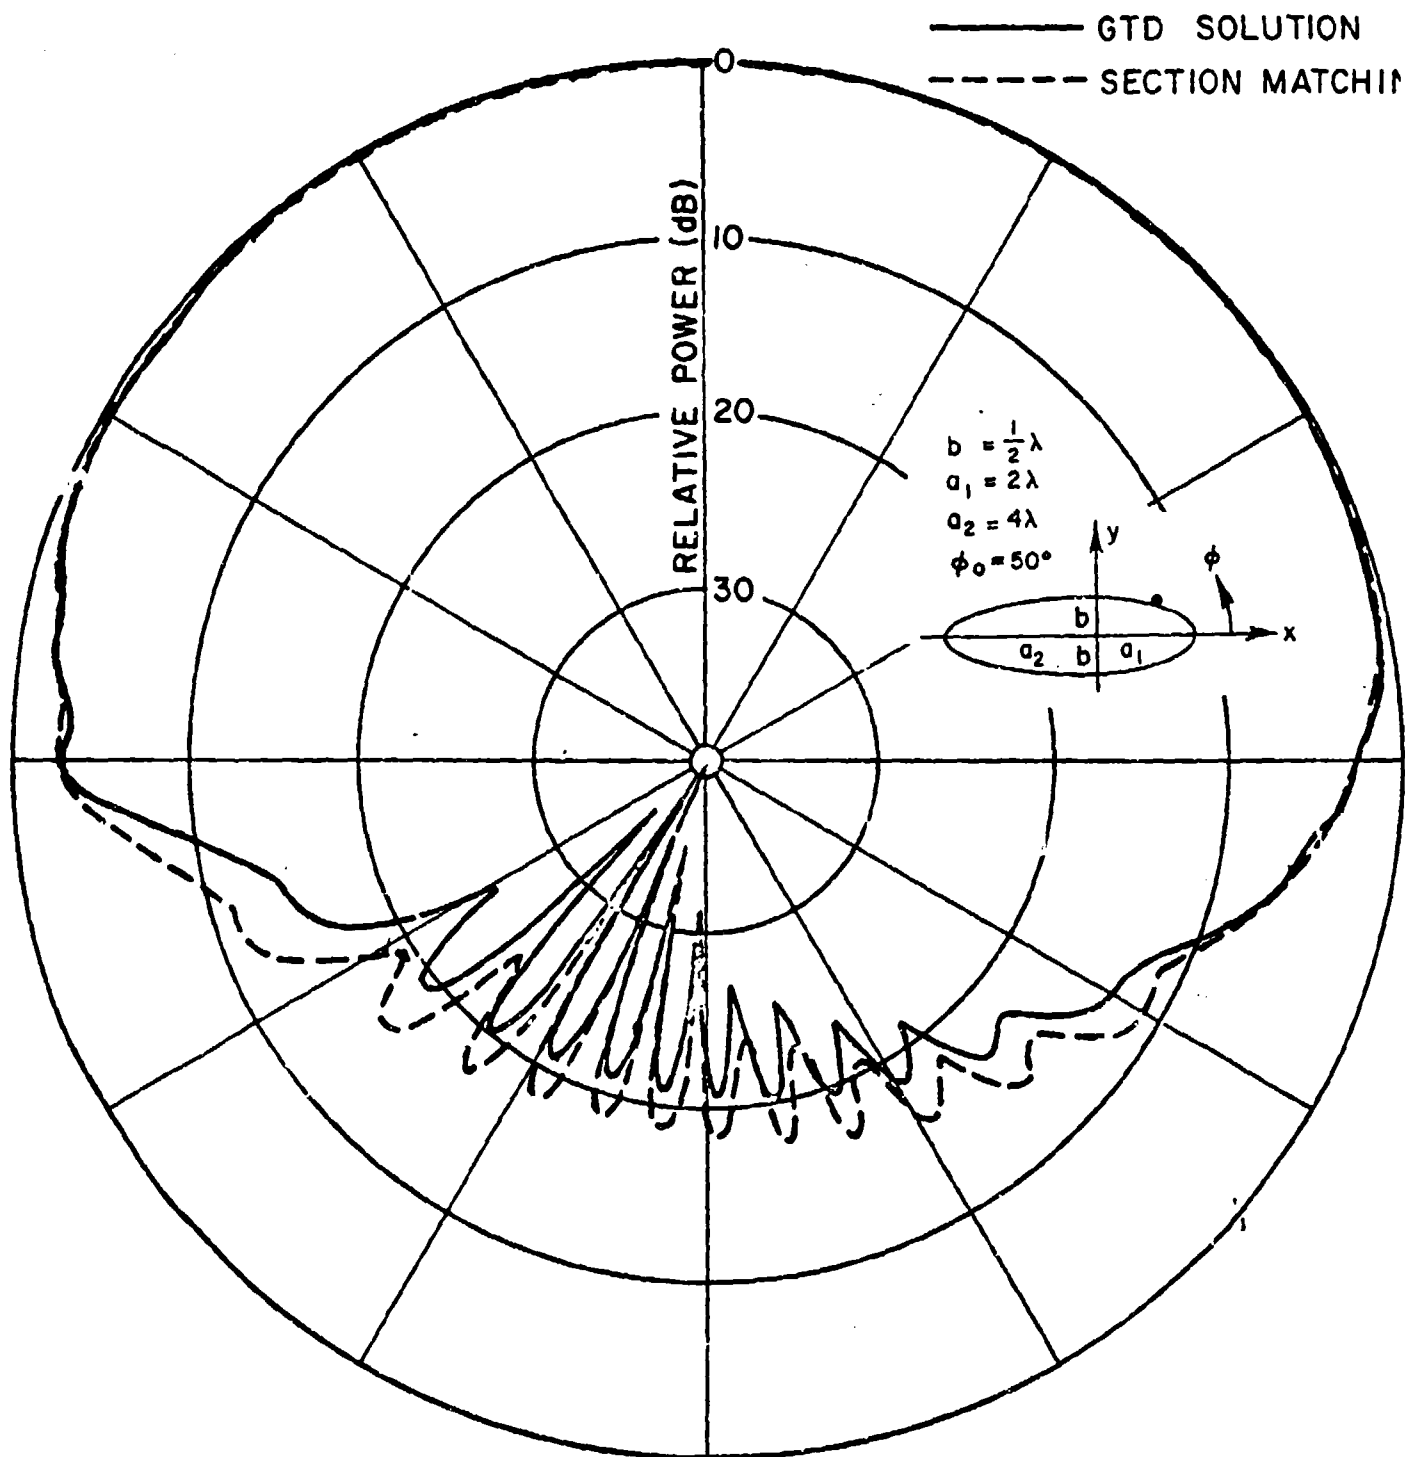 GTD SOLUTION
SECTION MATCHIN
0
RELATIVE POWER (dB)
10
20
30
b = 1/2 λ
a₁ = 2λ
a₂ = 4λ
ϕ₀ = 50°
y
ϕ
b
x
a₂ b a₁